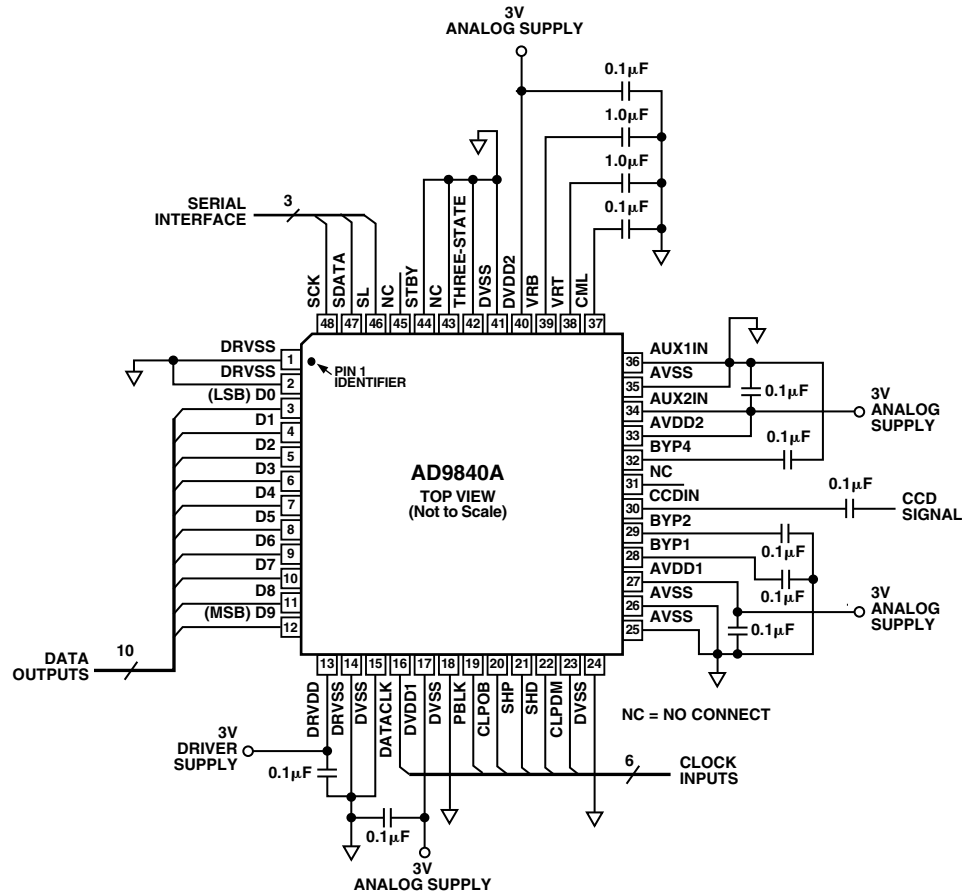 3V
ANALOG SUPPLY
0.1µF
1.0µF
1.0µF
0.1µF
SERIAL
INTERFACE
3
SCK
SDATA
SL
NC
STBY
NC
THREE-STATE
DVSS
DVDD2
VRB
VRT
CML
48
47
46
45
44
43
42
41
40
39
38
37
DRVSS
1
DRVSS
2
(LSB) D0
3
D1
4
D2
5
D3
6
D4
7
D5
8
D6
9
D7
10
D8
11
(MSB) D9
12
PIN 1
IDENTIFIER
AD9840A
TOP VIEW
(Not to Scale)
36
AUX1IN
35
AVSS
34
AUX2IN
33
AVDD2
32
BYP4
31
NC
30
CCDIN
29
BYP2
28
BYP1
27
AVDD1
26
AVSS
25
AVSS
0.1µF
3V
ANALOG
SUPPLY
0.1µF
0.1µF
CCD
SIGNAL
0.1µF
0.1µF
3V
ANALOG
SUPPLY
0.1µF
DATA
OUTPUTS
10
13
14
15
16
17
18
19
20
21
22
23
24
DRVDD
DRVSS
DVSS
DATACLK
DVDD1
DVSS
PBLK
CLPOB
SHP
SHD
CLPDM
DVSS
NC = NO CONNECT
3V
DRIVER
SUPPLY
0.1µF
6
CLOCK
INPUTS
0.1µF
3V
ANALOG SUPPLY